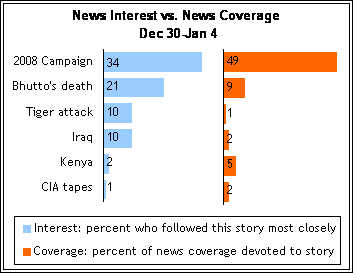 News Interest vs. News Coverage
Dec 30-Jan 4
2008 Campaign 34 49
Bhutto's death 21 9
Tiger attack 10 1
Iraq 10 2
Kenya 2 5
CIA tapes 1 2
Interest: percent who followed this story most closely
Coverage: percent of news coverage devoted to story